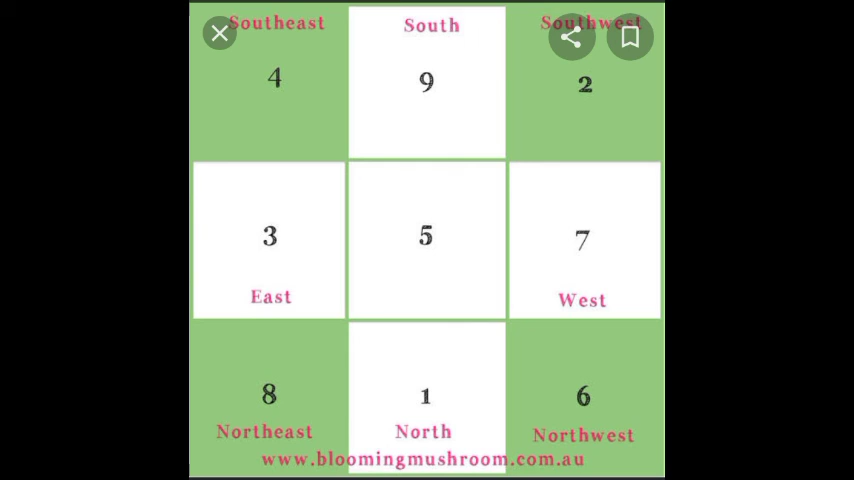 Southeast South Southwest
4 9 2
3 5 7
East West
8 1 6
Northeast North Northwest
www.bloomingmushroom.com.au